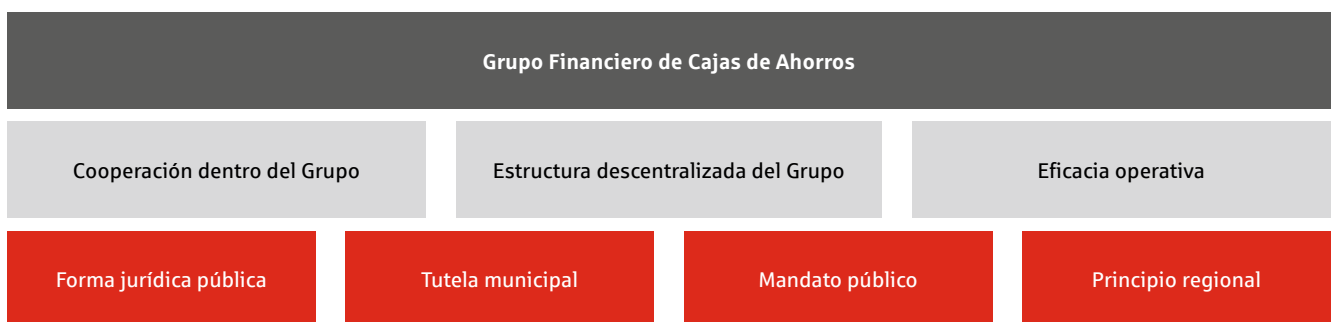 Grupo Financiero de Cajas de Ahorros
Cooperación dentro del Grupo
Estructura descentralizada del Grupo
Eficacia operativa
Forma jurídica pública
Tutela municipal
Mandato público
Principio regional